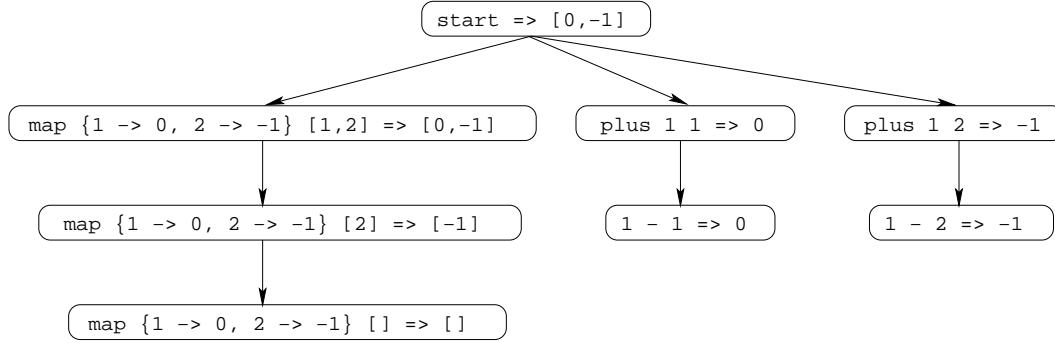 start => [0,−1]
map {1 −> 0, 2 −> −1} [1,2] => [0,−1]
plus 1 1 => 0
plus 1 2 => −1
map {1 −> 0, 2 −> −1} [2] => [−1]
1 − 1 => 0
1 − 2 => −1
map {1 −> 0, 2 −> −1} [] => []